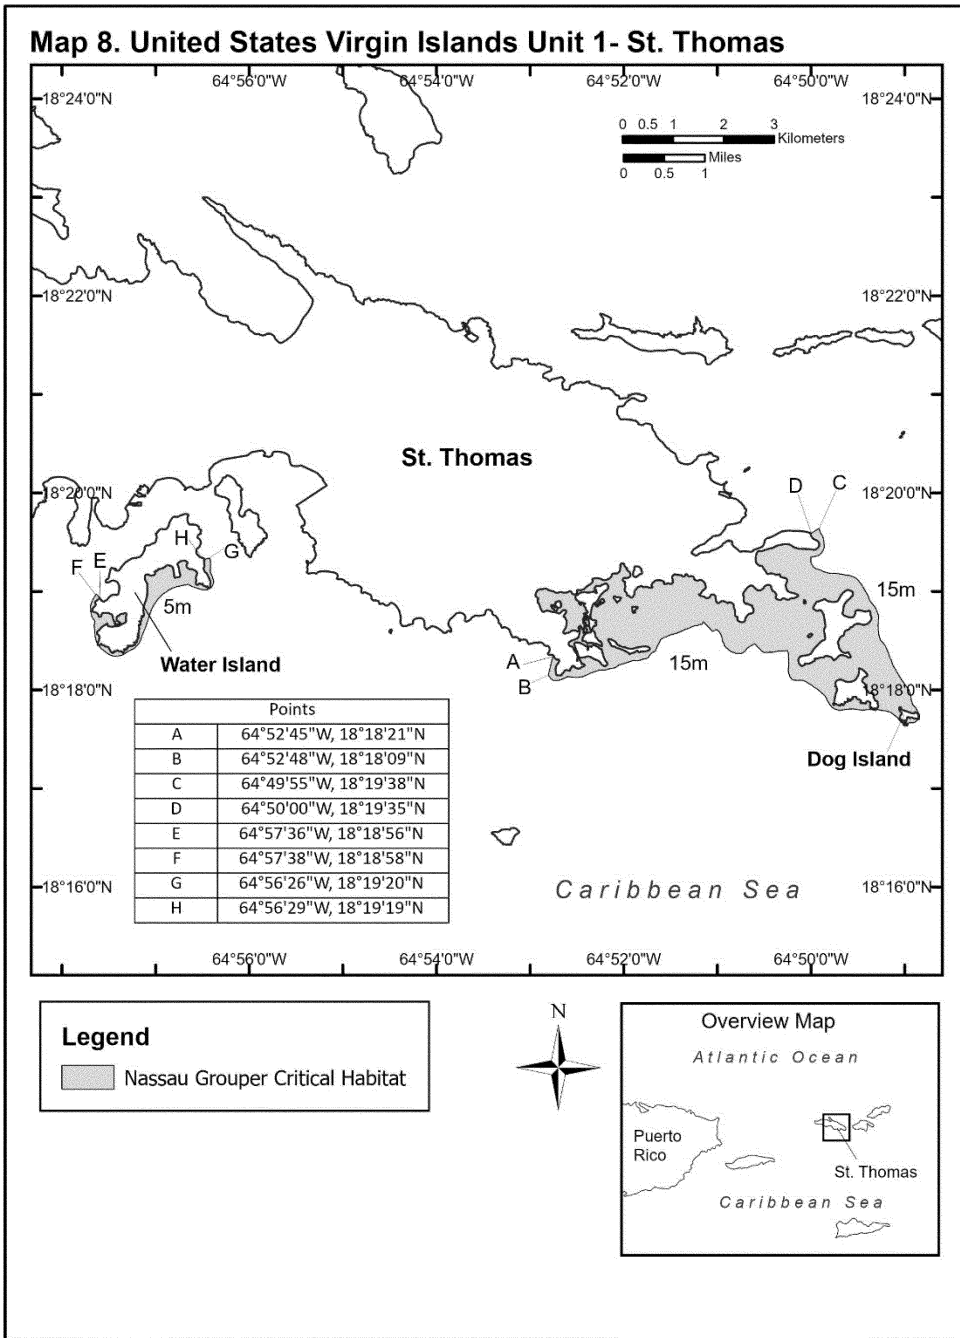 Map 8. United States Virgin Islands Unit 1- St. Thomas
64°56'0"W 64°54'0"W 64°52'0"W 64°50'0"W
18°24'0"N 18°24'0"N
0 0.5 1 2 3
Kilometers
Miles
0 0.5 1
18°22'0"N 18°22'0"N
St. Thomas
18°20'0"N 18°20'0"N
D C
H G
F E
5m
15m
Water Island
A
B
15m
18°18'0"N
Dog Island
Points
A 64°52'45"W, 18°18'21"N
B 64°52'48"W, 18°18'09"N
C 64°49'55"W, 18°19'38"N
D 64°50'00"W, 18°19'35"N
E 64°57'36"W, 18°18'56"N
F 64°57'38"W, 18°18'58"N
G 64°56'26"W, 18°19'20"N
H 64°56'29"W, 18°19'19"N
18°18'0"N
18°16'0"N 18°16'0"N
Caribbean Sea
64°56'0"W 64°54'0"W 64°52'0"W 64°50'0"W
Legend
Nassau Grouper Critical Habitat
N
Overview Map
Atlantic Ocean
Puerto
Rico
St. Thomas
Caribbean Sea